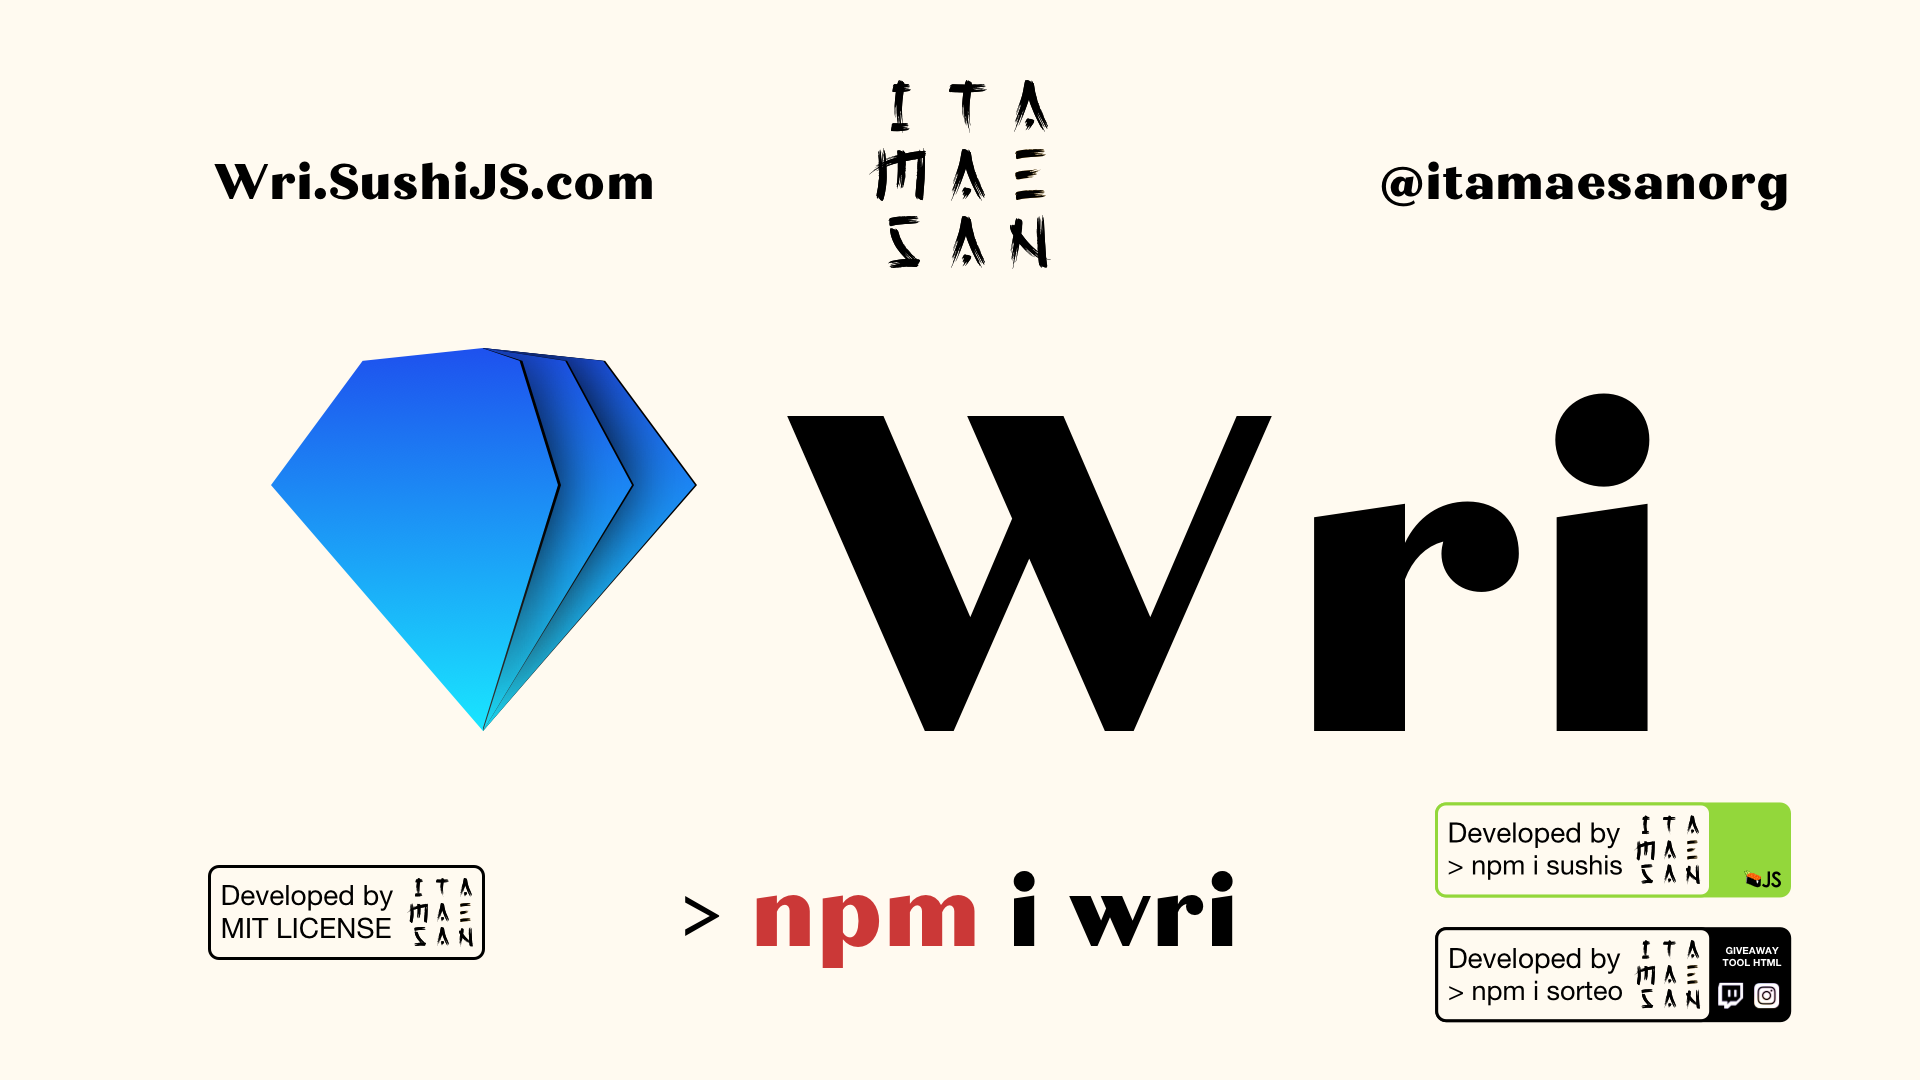 Wri.SushiJS.com
I T A
M A E
S A N
@itamaesanorg
Wri
Developed by
MIT LICENSE
I T A
M A E
S A N
> npm i wri
Developed by
> npm i sushis
I T A
M A E
S A N
JS
Developed by
> npm i sorteo
I T A
M A E
S A N
GIVEAWAY
TOOL HTML